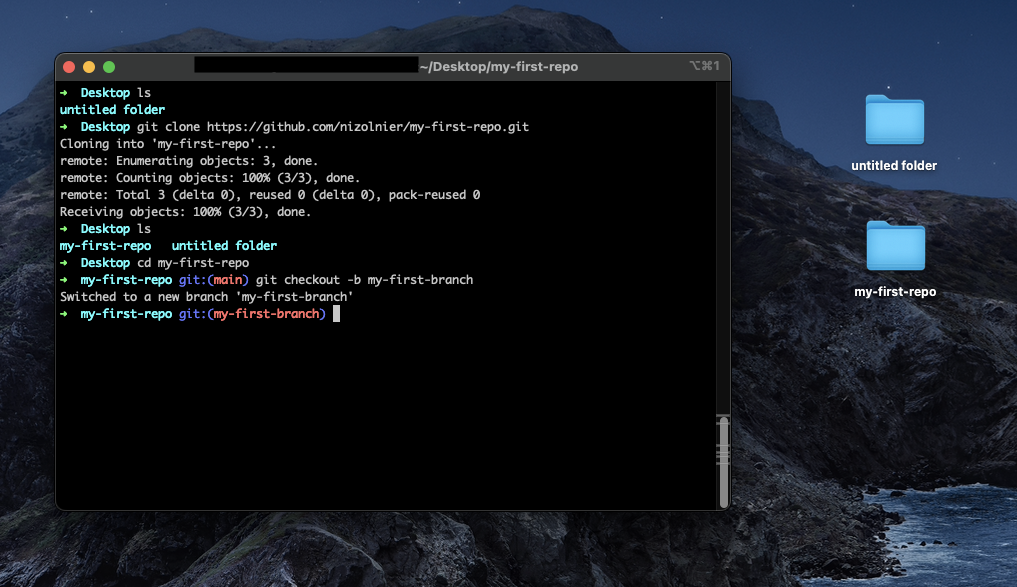 ~/Desktop/my-first-repo
⌥⌘1
➜ Desktop ls
untitled folder
➜ Desktop git clone https://github.com/nizolnier/my-first-repo.git
Cloning into 'my-first-repo'...
remote: Enumerating objects: 3, done.
remote: Counting objects: 100% (3/3), done.
remote: Total 3 (delta 0), reused 0 (delta 0), pack-reused 0
Receiving objects: 100% (3/3), done.
➜ Desktop ls
my-first-repo untitled folder
➜ Desktop cd my-first-repo
➜ my-first-repo git:(main) git checkout -b my-first-branch
Switched to a new branch 'my-first-branch'
➜ my-first-repo git:(my-first-branch)
untitled folder
my-first-repo